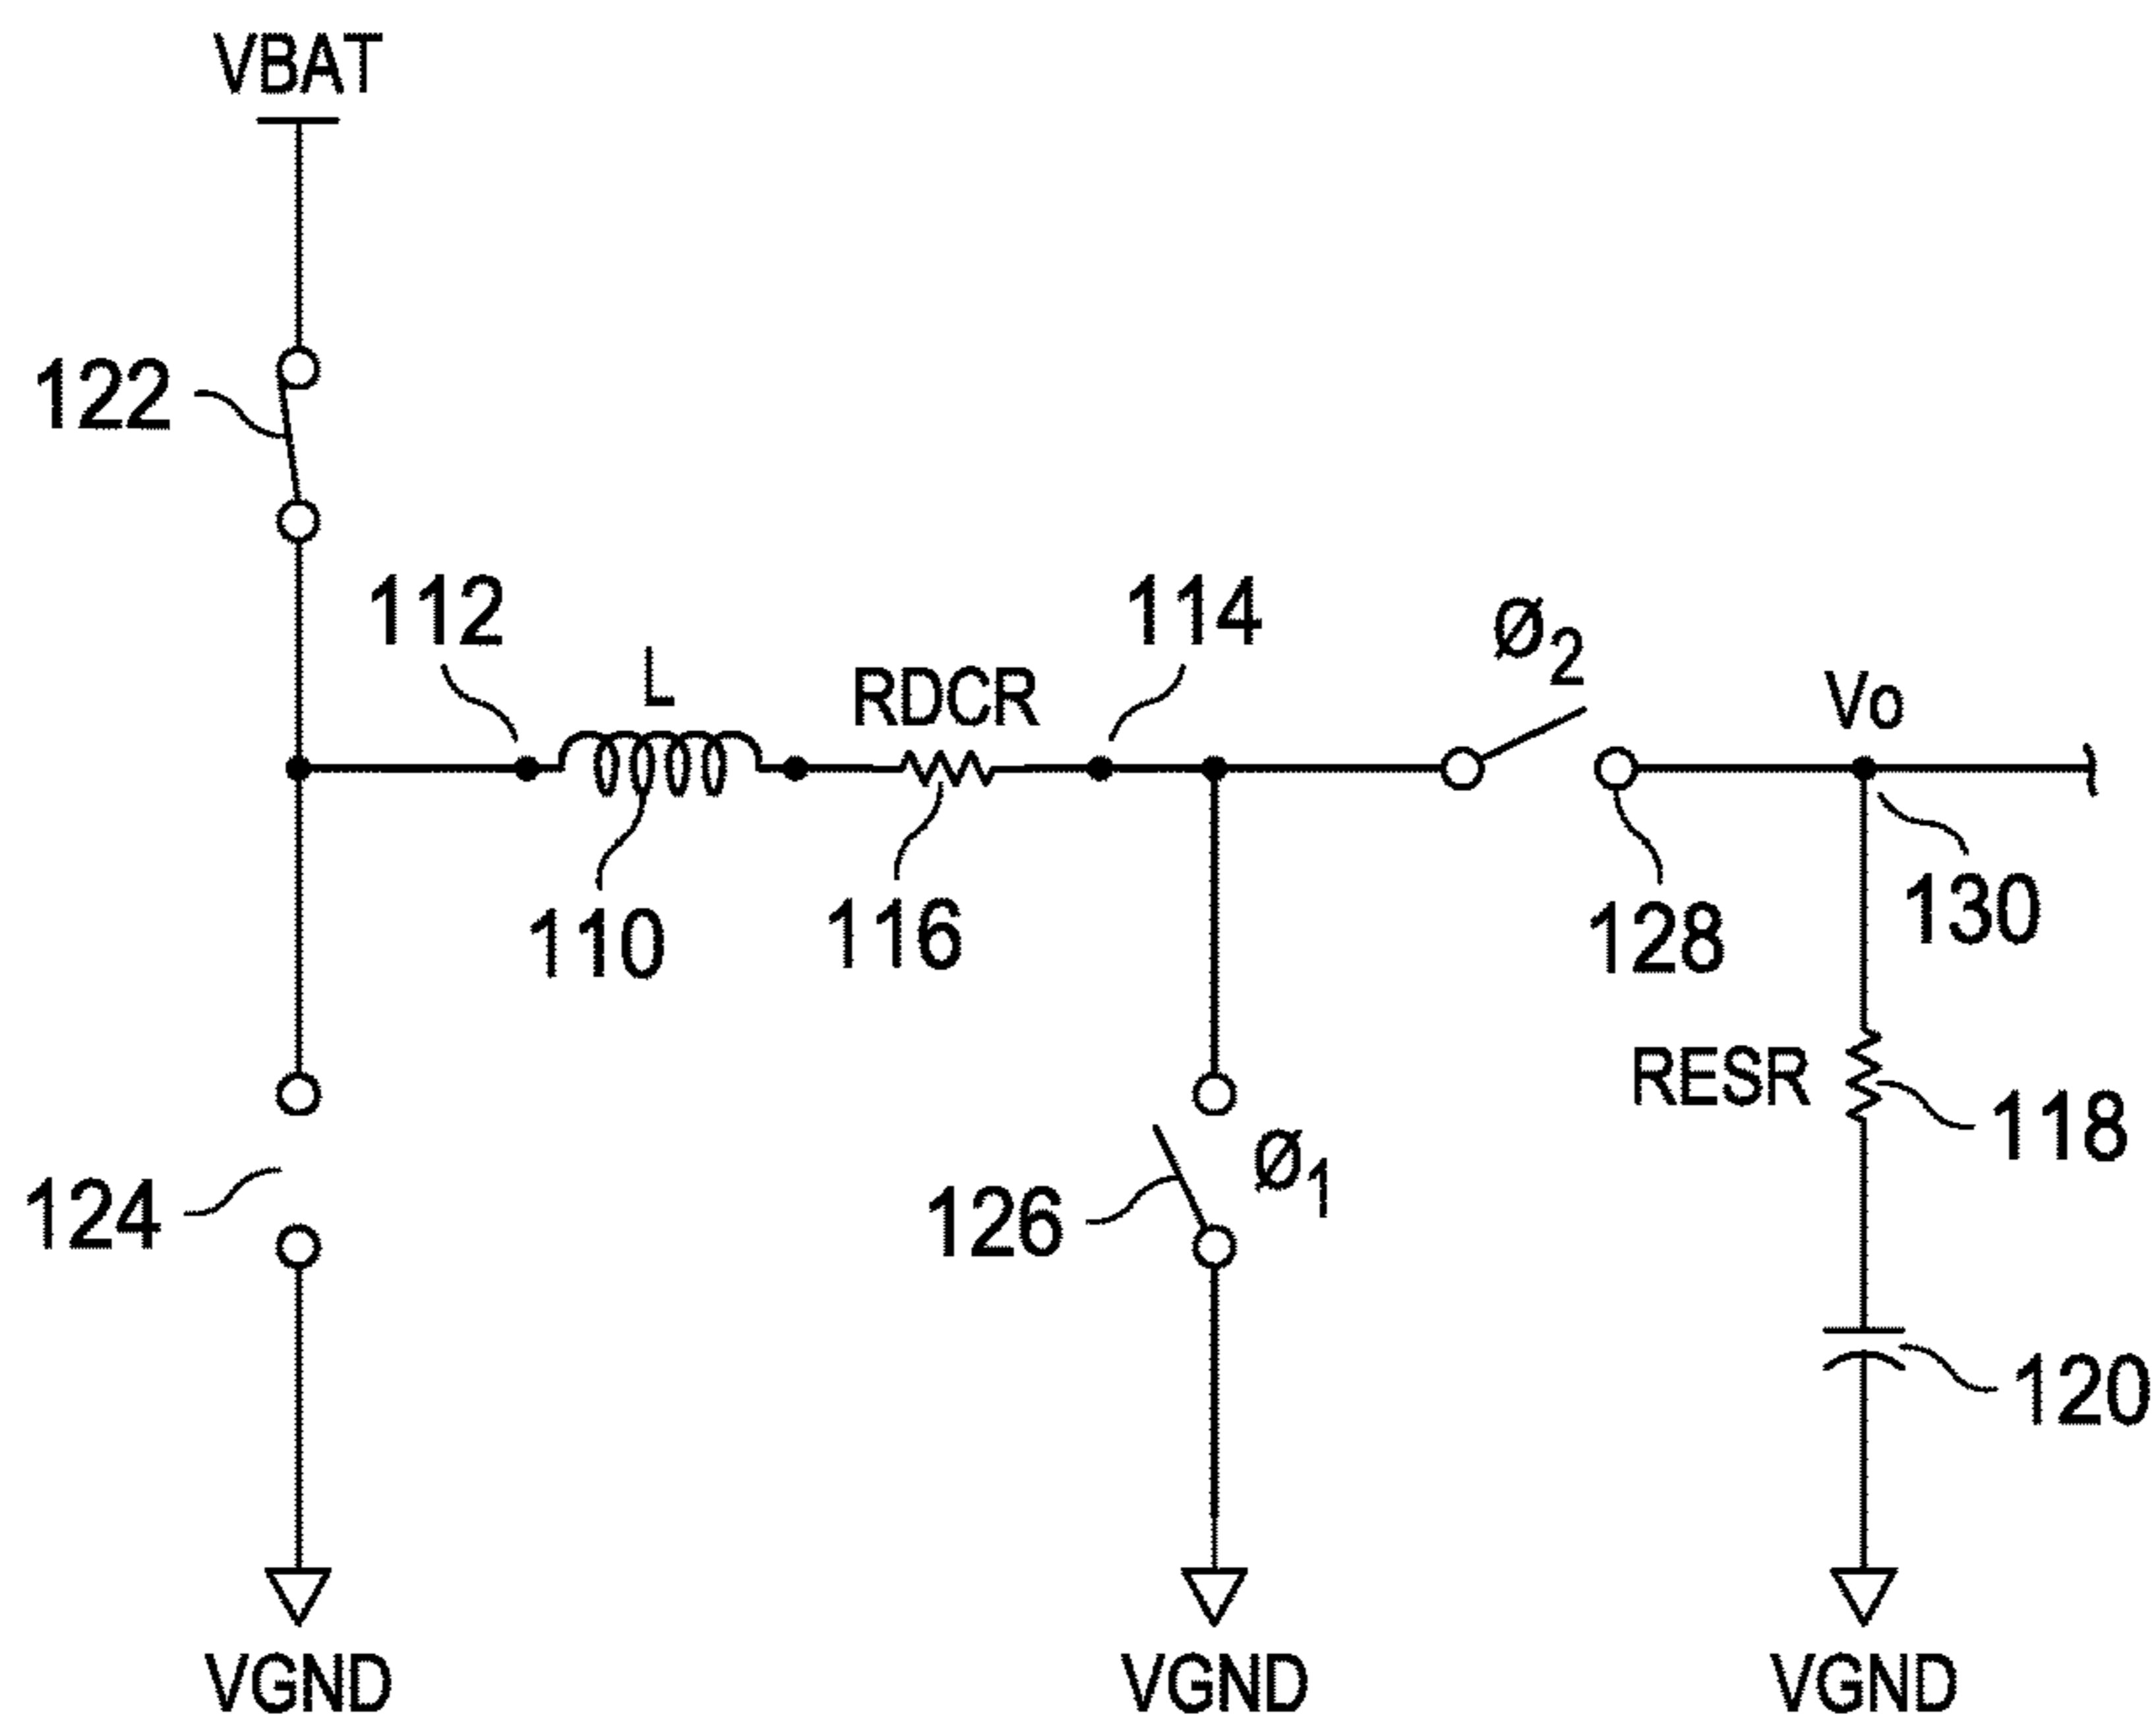 VBAT
122
112
L
RDCR
114
Ø2
Vo
110
116
128
130
RESR
118
124
126
Ø1
120
VGND
VGND
VGND